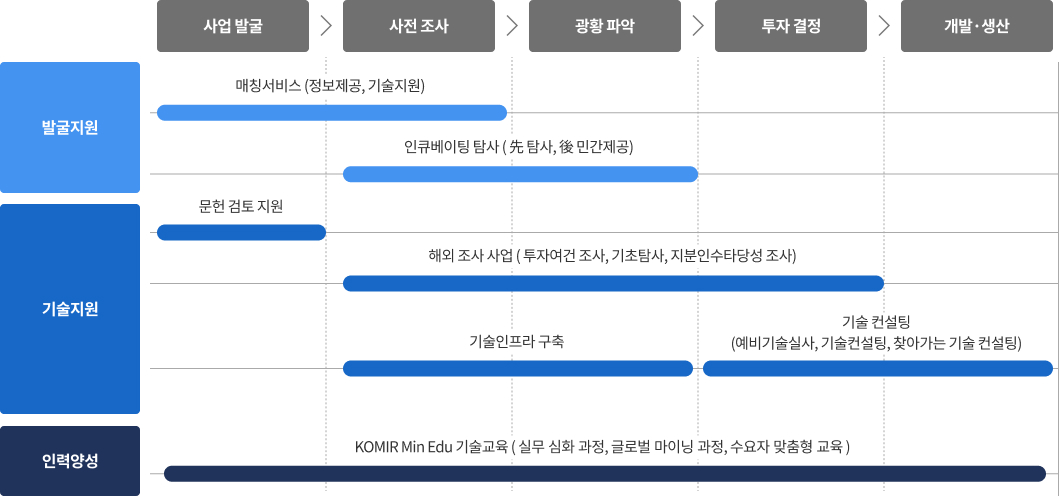 사업 발굴
사전 조사
광황 파악
투자 결정
개발·생산
발굴지원
매칭서비스 (정보제공, 기술지원)
인큐베이팅 탐사 ( 先 탐사, 後 민간제공)
기술지원
문헌 검토 지원
해외 조사 사업 ( 투자여건 조사, 기초탐사, 지분인수타당성 조사)
기술인프라 구축
기술 컨설팅
(예비기술실사, 기술컨설팅, 찾아가는 기술 컨설팅)
인력양성
KOMIR Min Edu 기술교육 ( 실무 심화 과정, 글로벌 마이닝 과정, 수요자 맞춤형 교육 )